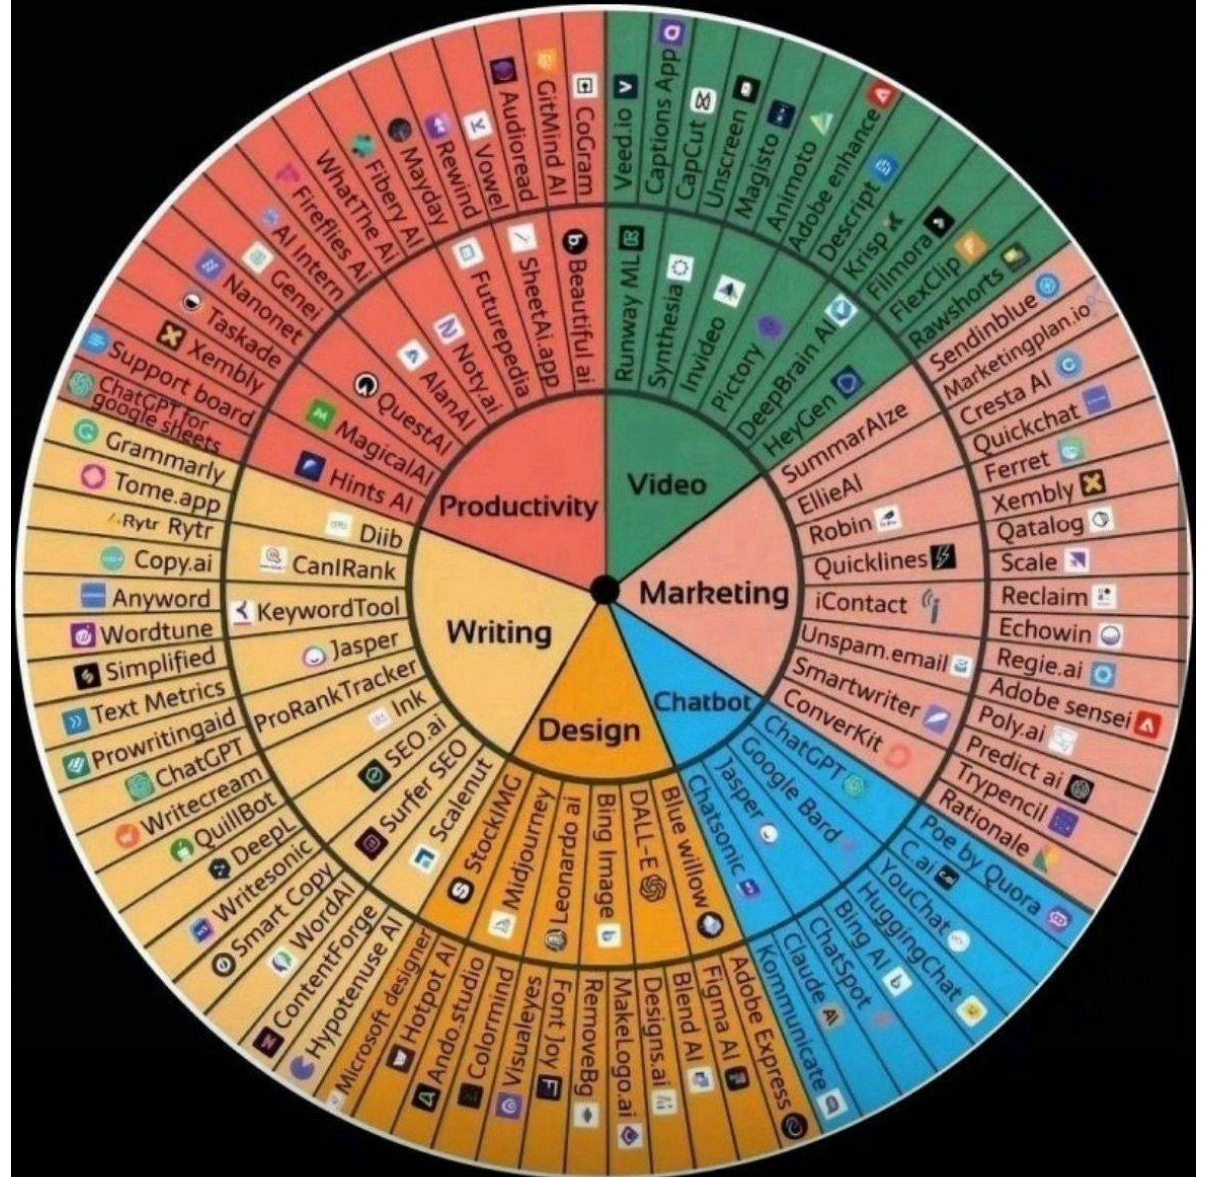 Productivity
Video
Marketing
Chatbot
Design
Writing
Beautiful ai
SheetAi.app
Futurepedia
Noty.ai
AlanAI
QuestAI
MagicalAI
Hints AI
CoGram
GitMind AI
Audioread
Vowel
Rewind
Mayday
Fibery AI
WhatThe AI
Fireflies Ai
AI Intern
Genei
Nanonet
Taskade
Xembly
Support board
ChatGPT for
google sheets
Runway ML
Synthesia
Invideo
Pictory
DeepBrain AI
HeyGen
Veed.io
Captions App
CapCut
Unscreen
Magisto
Animoto
Adobe enhance
Descript
Krisp
Filmora
FlexClip
Rawshorts
SummarAIze
EllieAI
Robin
Quicklines
iContact
Unspam.email
Smartwriter
ConverKit
Sendinblue
Marketingplan.io
Cresta AI
Quickchat
Ferret
Xembly
Qatalog
Scale
Reclaim
Echowin
Regie.ai
Adobe sensei
Poly.ai
Predict ai
Trypencil
Rationale
ChatGPT
Google Bard
Jasper
Chatsonic
Poe by Quora
C.ai
c.ai
YouChat
HuggingChat
Bing AI
ChatSpot
Claude
AI
Kommunicate
Blue willow
DALL-E
Bing Image
Leonardo ai
Midjourney
StockIMG
Adobe Express
Figma AI
Blend AI
Designs.ai
MakeLogo.ai
RemoveBg
Font Joy
Visualeyes
Colormind
Ando.studio
Hotpot AI
Microsoft designer
Diib
CanIRank
KeywordTool
Jasper
ProRankTracker
Ink
SEO.ai
Surfer SEO
Scalenut
Grammarly
Tome.app
Rytr Rytr
Copy.ai
Anyword
Wordtune
Simplified
Text Metrics
Prowritingaid
ChatGPT
Writecream
QuillBot
DeepL
Writesonic
Smart Copy
WordAI
ContentForge
Hypotenuse AI